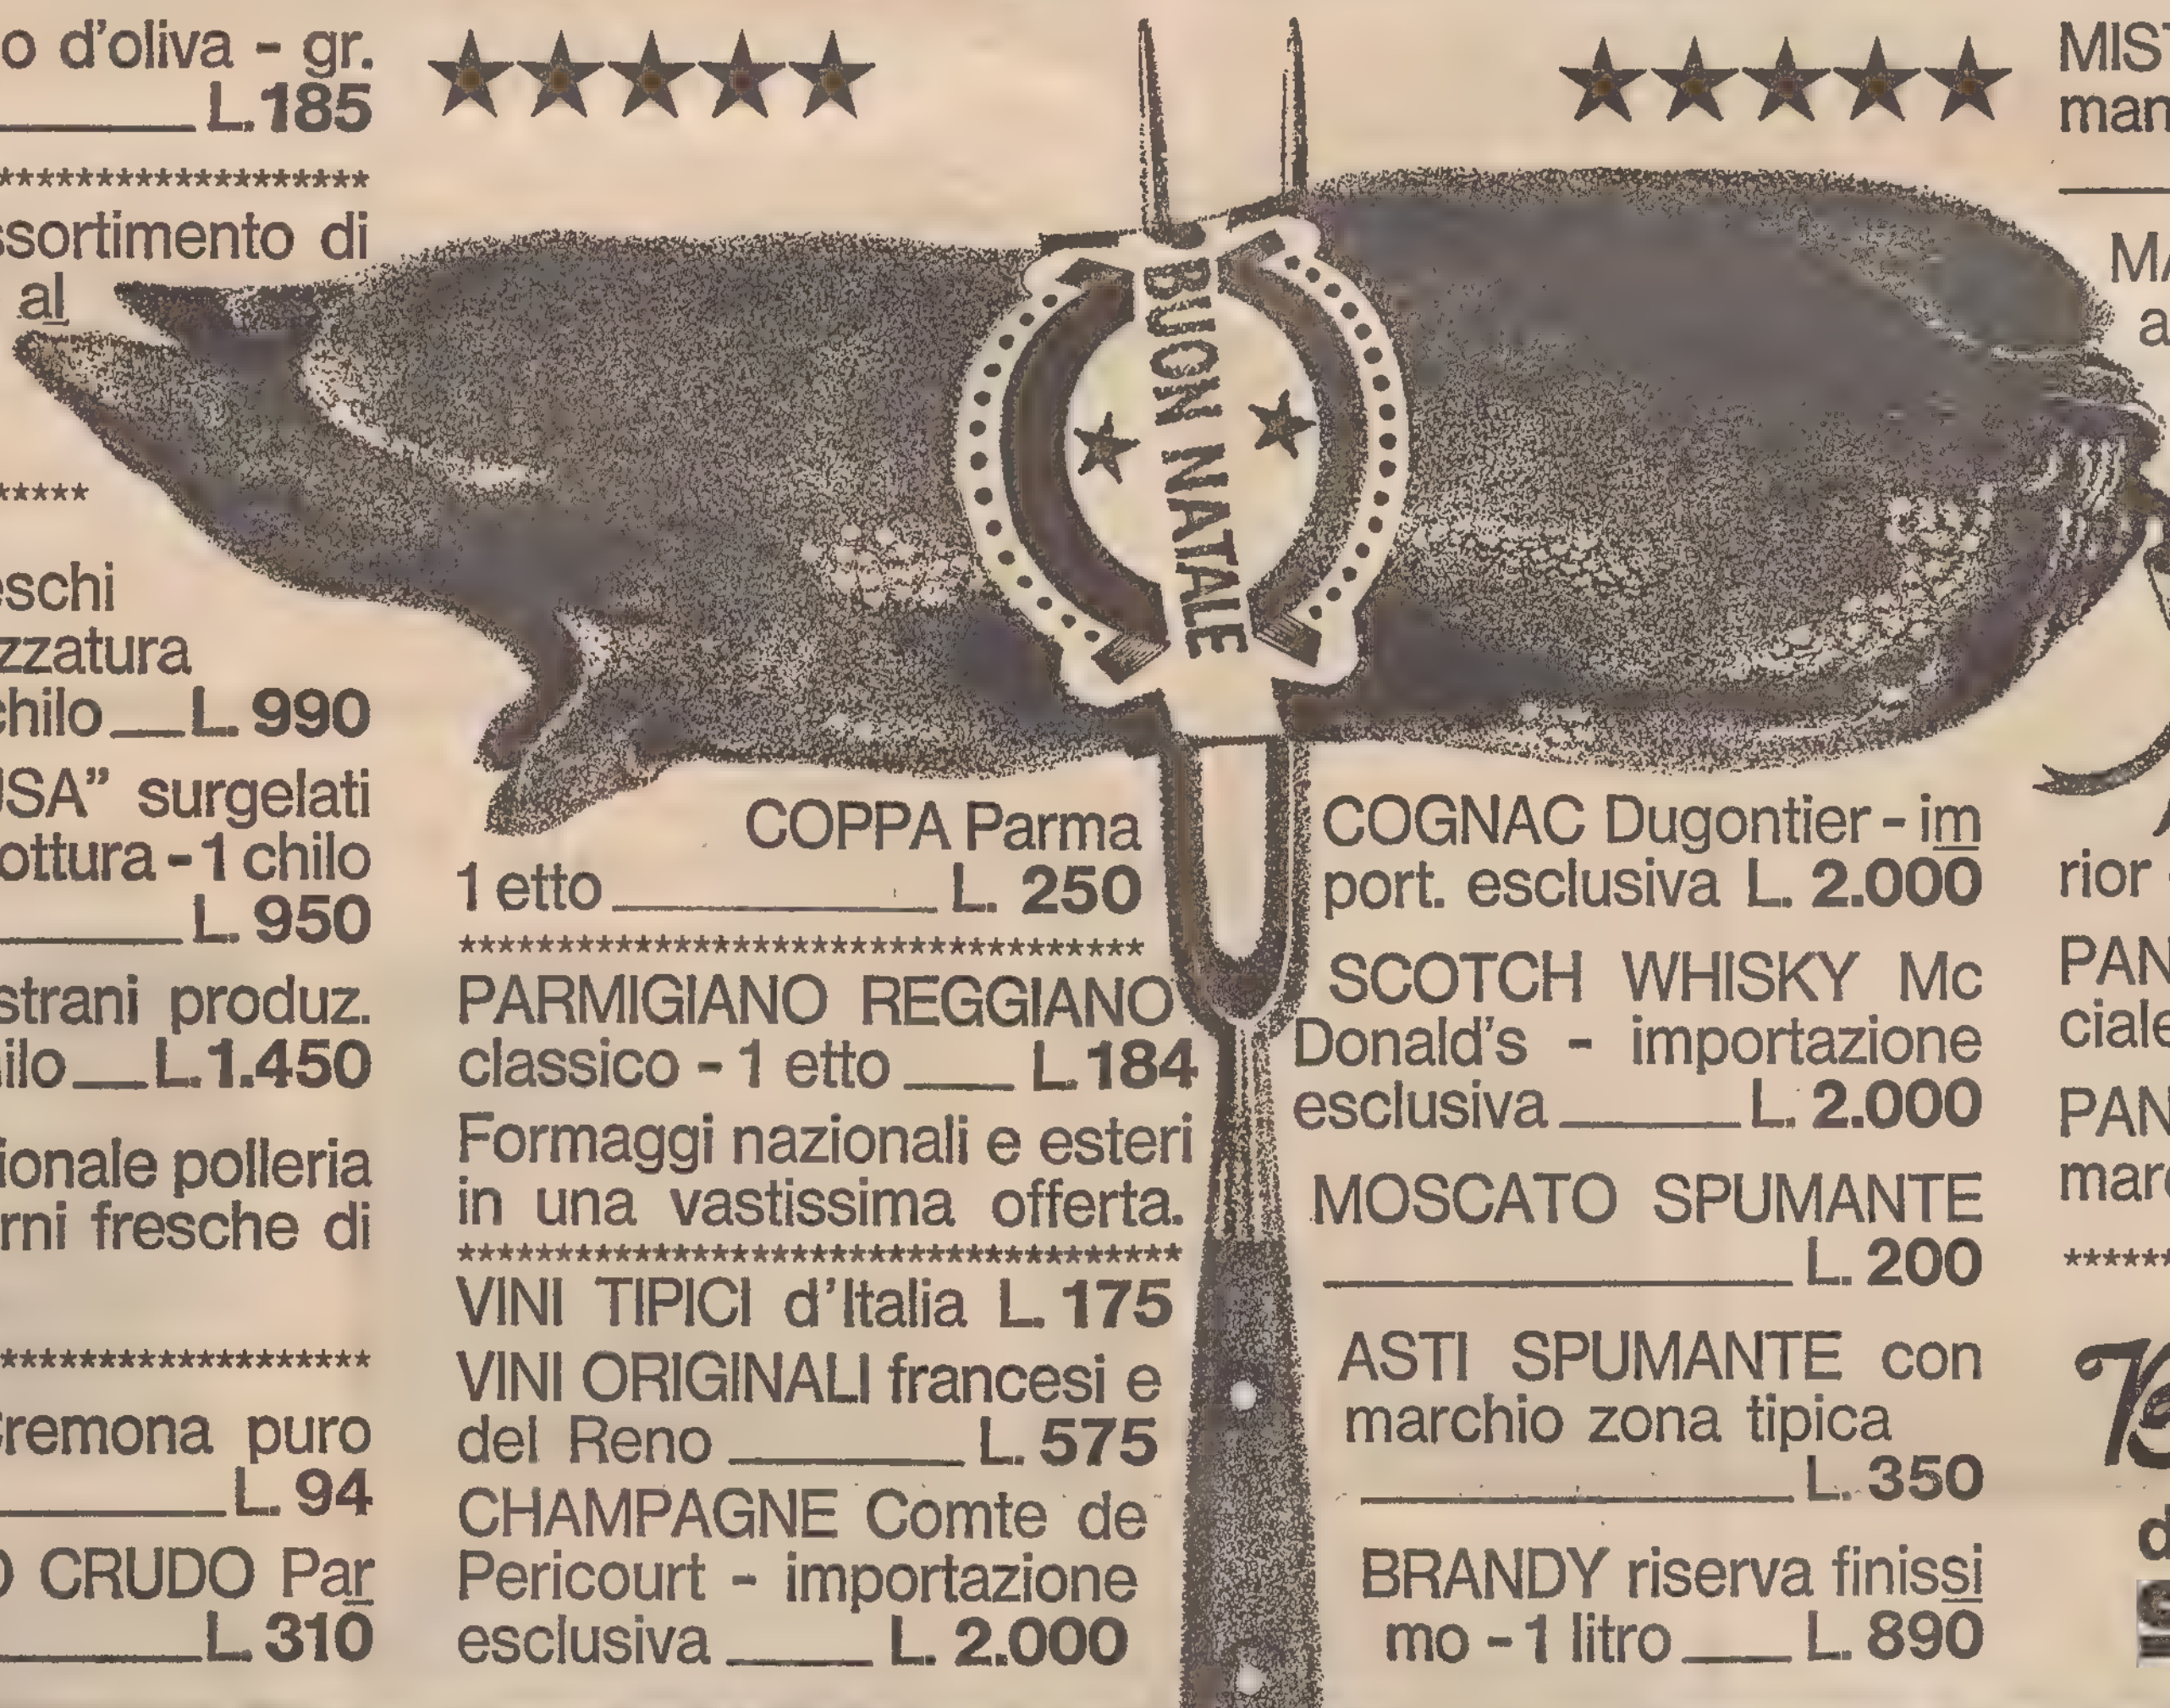 o d'oliva - gr.
L. 185
*******************
ssortimento di
al
*****
eschi
zzatura
chilo L. 990
USA” surgelati
ottura - 1 chilo
L. 950
strani produz.
ilo L. 1.450
ionale polleria
rni fresche di
*******************
Cremona puro
L. 94
O CRUDO Par
L. 310
★★★★★
BUON NATALE
COPPA Parma
1 etto L. 250
***********************************
PARMIGIANO REGGIANO
classico - 1 etto L. 184
Formaggi nazionali e esteri
in una vastissima offerta.
*************************************
VINI TIPICI d'Italia L. 175
VINI ORIGINALI francesi e
del Reno L. 575
CHAMPAGNE Comte de
Pericourt - importazione
esclusiva L. 2.000
★★★★★
COGNAC Dugontier - im
port. esclusiva L. 2.000
SCOTCH WHISKY Mc
Donald's - importazione
esclusiva L. 2.000
MOSCATO SPUMANTE
L. 200
ASTI SPUMANTE con
marchio zona tipica
L. 350
BRANDY riserva finissi
mo - 1 litro L. 890
MIS
man
MA
a
rior -
PAN
ciale
PAN
marc
******
d